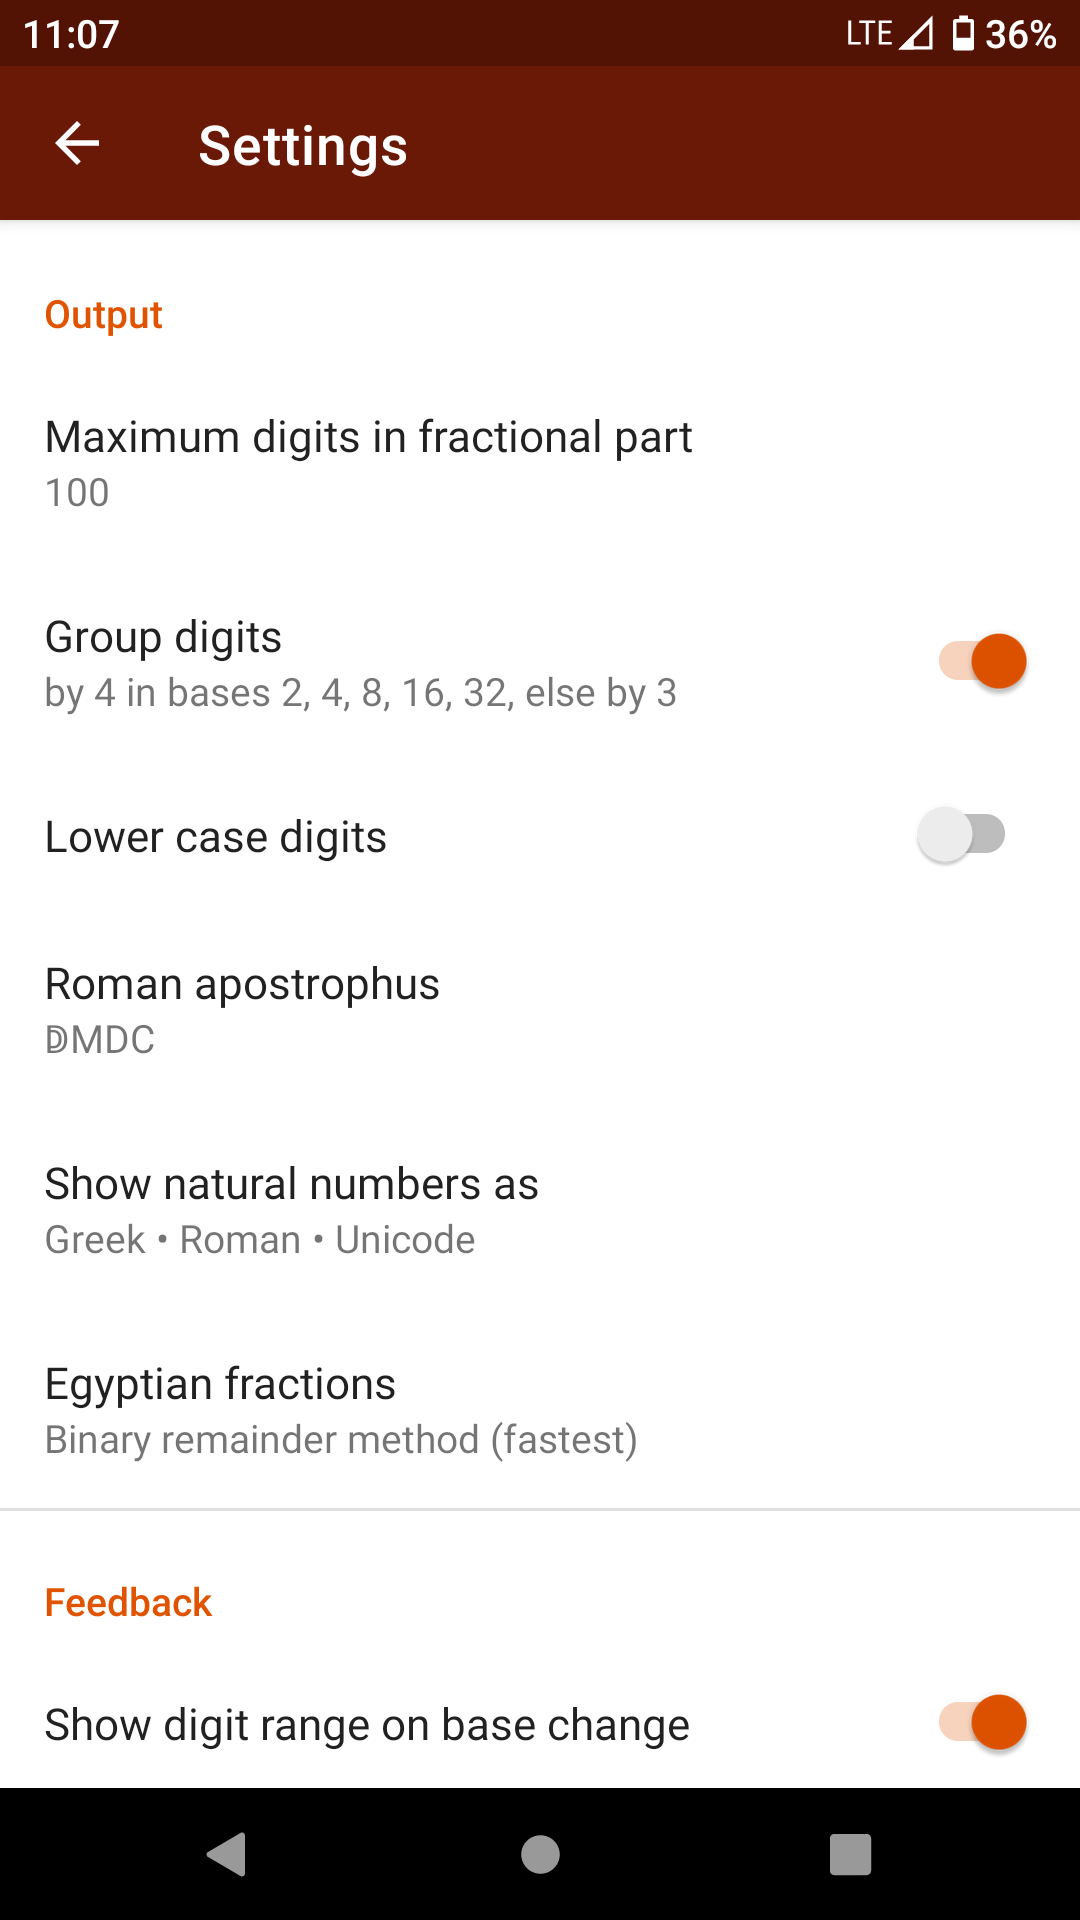 11:07 LTE 36%
Settings
Output
Maximum digits in fractional part
100
Group digits
by 4 in bases 2, 4, 8, 16, 32, else by 3
Lower case digits
Roman apostrophus
ↁMDC
Show natural numbers as
Greek • Roman • Unicode
Egyptian fractions
Binary remainder method (fastest)
Feedback
Show digit range on base change